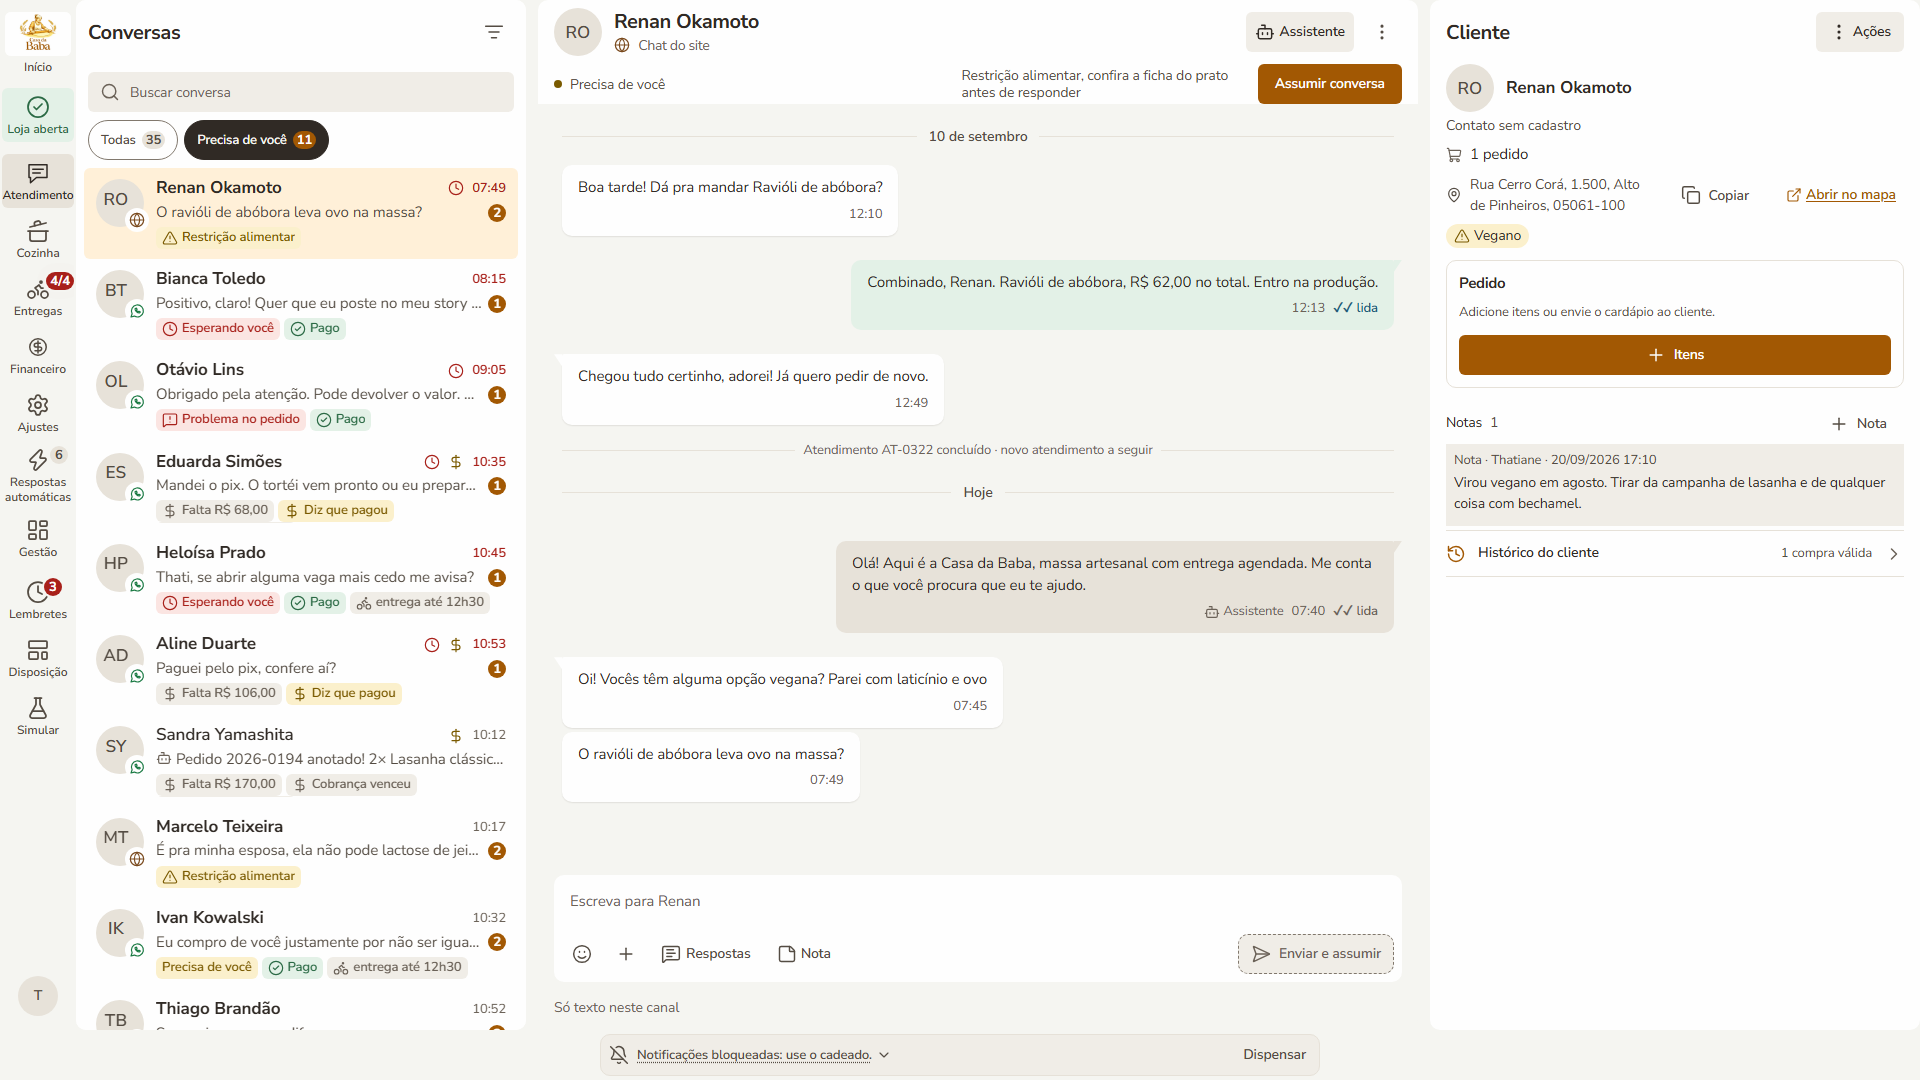 Casa da
Baba
Início
Loja aberta
Atendimento
Cozinha
4/4
Entregas
Financeiro
Ajustes
6
Respostas
automáticas
Gestão
3
Lembretes
Disposição
Simular
T
Conversas
Buscar conversa
Todas 35
Precisa de você 11
RO
Renan Okamoto 07:49
O ravióli de abóbora leva ovo na massa? 2
Restrição alimentar
BT
Bianca Toledo 08:15
Positivo, claro! Quer que eu poste no meu story ... 1
Esperando você Pago
OL
Otávio Lins 09:05
Obrigado pela atenção. Pode devolver o valor. ... 1
Problema no pedido Pago
ES
Eduarda Simões 10:35
Mandei o pix. O tortéi vem pronto ou eu prepar... 1
Falta R$ 68,00 Diz que pagou
HP
Heloísa Prado 10:45
Thati, se abrir alguma vaga mais cedo me avisa? 1
Esperando você Pago entrega até 12h30
AD
Aline Duarte 10:53
Paguei pelo pix, confere aí? 1
Falta R$ 106,00 Diz que pagou
SY
Sandra Yamashita 10:12
Pedido 2026-0194 anotado! 2× Lasanha clássic...
Falta R$ 170,00 Cobrança venceu
MT
Marcelo Teixeira 10:17
É pra minha esposa, ela não pode lactose de jei... 2
Restrição alimentar
IK
Ivan Kowalski 10:32
Eu compro de você justamente por não ser igua... 2
Precisa de você Pago entrega até 12h30
TB
Thiago Brandão 10:52
RO
Renan Okamoto
Chat do site
Assistente
Precisa de você
Restrição alimentar, confira a ficha do prato
antes de responder
Assumir conversa
10 de setembro
Boa tarde! Dá pra mandar Ravióli de abóbora?
12:10
Combinado, Renan. Ravióli de abóbora, R$ 62,00 no total. Entro na produção.
12:13 lida
Chegou tudo certinho, adorei! Já quero pedir de novo.
12:49
Atendimento AT-0322 concluído · novo atendimento a seguir
Hoje
Olá! Aqui é a Casa da Baba, massa artesanal com entrega agendada. Me conta
o que você procura que eu te ajudo.
Assistente 07:40 lida
Oi! Vocês têm alguma opção vegana? Parei com laticínio e ovo
07:45
O ravióli de abóbora leva ovo na massa?
07:49
Escreva para Renan
Respostas
Nota
Enviar e assumir
Só texto neste canal
Notificações bloqueadas: use o cadeado.
Dispensar
Cliente
Ações
RO
Renan Okamoto
Contato sem cadastro
1 pedido
Rua Cerro Corá, 1.500, Alto
de Pinheiros, 05061-100
Copiar
Abrir no mapa
Vegano
Pedido
Adicione itens ou envie o cardápio ao cliente.
Itens
Notas 1
Nota
Nota · Thatiane · 20/09/2026 17:10
Virou vegano em agosto. Tirar da campanha de lasanha e de qualquer
coisa com bechamel.
Histórico do cliente
1 compra válida